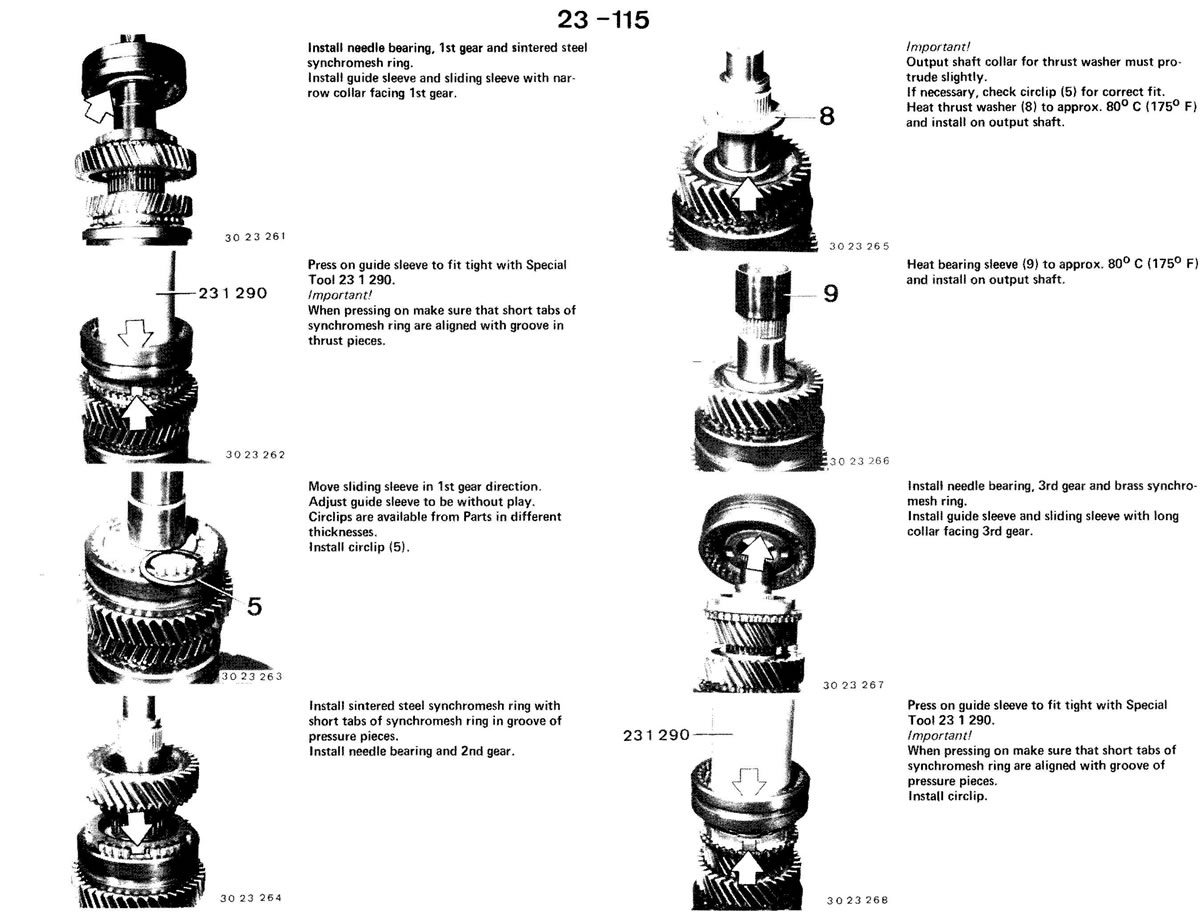 23 -115
Install needle bearing, 1st gear and sintered steel
synchromesh ring.
Install guide sleeve and sliding sleeve with nar-
row collar facing 1st gear.
30 23 261
Press on guide sleeve to fit tight with Special
Tool 23 1 290.
Important!
When pressing on make sure that short tabs of
synchromesh ring are aligned with groove in
thrust pieces.
231 290
30 23 262
Move sliding sleeve in 1st gear direction.
Adjust guide sleeve to be without play.
Circlips are available from Parts in different
thicknesses.
Install circlip (5).
5
30 23 263
Install sintered steel synchromesh ring with
short tabs of synchromesh ring in groove of
pressure pieces.
Install needle bearing and 2nd gear.
30 23 264
Important!
Output shaft collar for thrust washer must pro-
trude slightly.
If necessary, check circlip (5) for correct fit.
Heat thrust washer (8) to approx. 80° C (175° F)
and install on output shaft.
8
30 23 265
Heat bearing sleeve (9) to approx. 80° C (175° F)
and install on output shaft.
9
30 23 266
Install needle bearing, 3rd gear and brass synchro-
mesh ring.
Install guide sleeve and sliding sleeve with long
collar facing 3rd gear.
30 23 267
Press on guide sleeve to fit tight with Special
Tool 23 1 290.
Important!
When pressing on make sure that short tabs of
synchromesh ring are aligned with groove of
pressure pieces.
Install circlip.
231 290
30 23 268